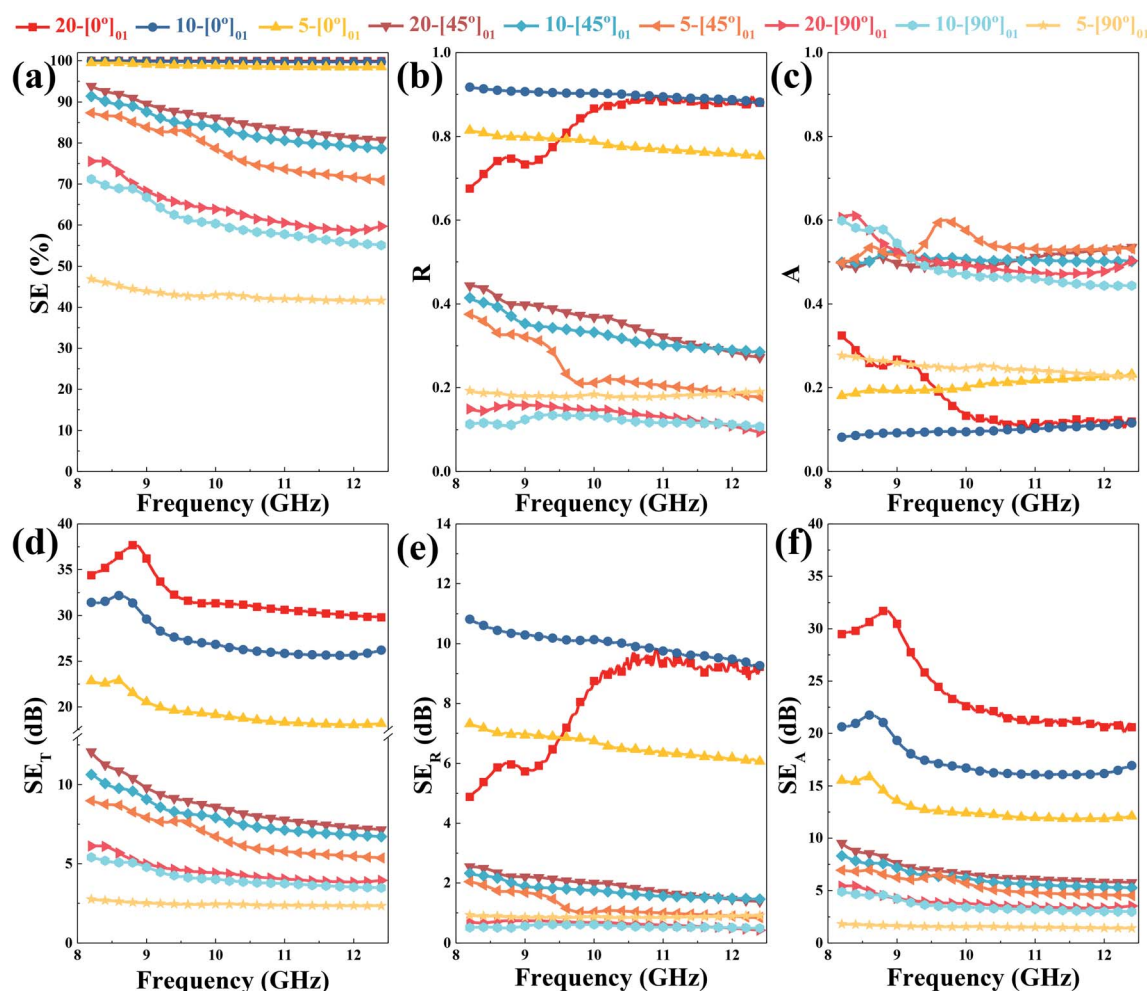 20-[0°]₀₁ 10-[0°]₀₁ 5-[0°]₀₁ 20-[45°]₀₁ 10-[45°]₀₁ 5-[45°]₀₁ 20-[90°]₀₁ 10-[90°]₀₁ 5-[90°]₀₁
(a)
SE (%)
100
90
80
70
60
50
40
30
20
10
0
8 9 10 11 12
Frequency (GHz)
(b)
R
1.0
0.8
0.6
0.4
0.2
0.0
8 9 10 11 12
Frequency (GHz)
(c)
A
1.0
0.8
0.6
0.4
0.2
0.0
8 9 10 11 12
Frequency (GHz)
(d)
SE_T (dB)
40
35
30
25
20
10
5
0
8 9 10 11 12
Frequency (GHz)
(e)
SE_R (dB)
14
12
10
8
6
4
2
0
8 9 10 11 12
Frequency (GHz)
(f)
SE_A (dB)
40
35
30
25
20
15
10
5
0
8 9 10 11 12
Frequency (GHz)